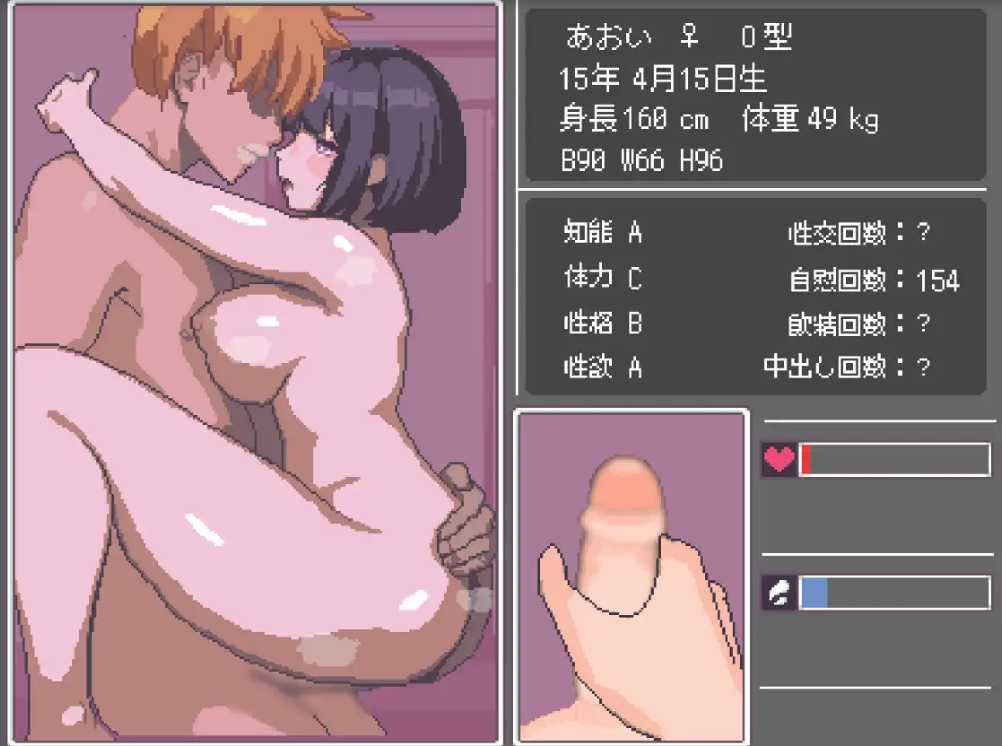 あおい ♀ O型
15年 4月15日生
身長160 cm 体重49 kg
B90 W66 H96
知能 A 性交回数：?
体力 C 自慰回数：154
性格 B 飲精回数：?
性欲 A 中出し回数：?